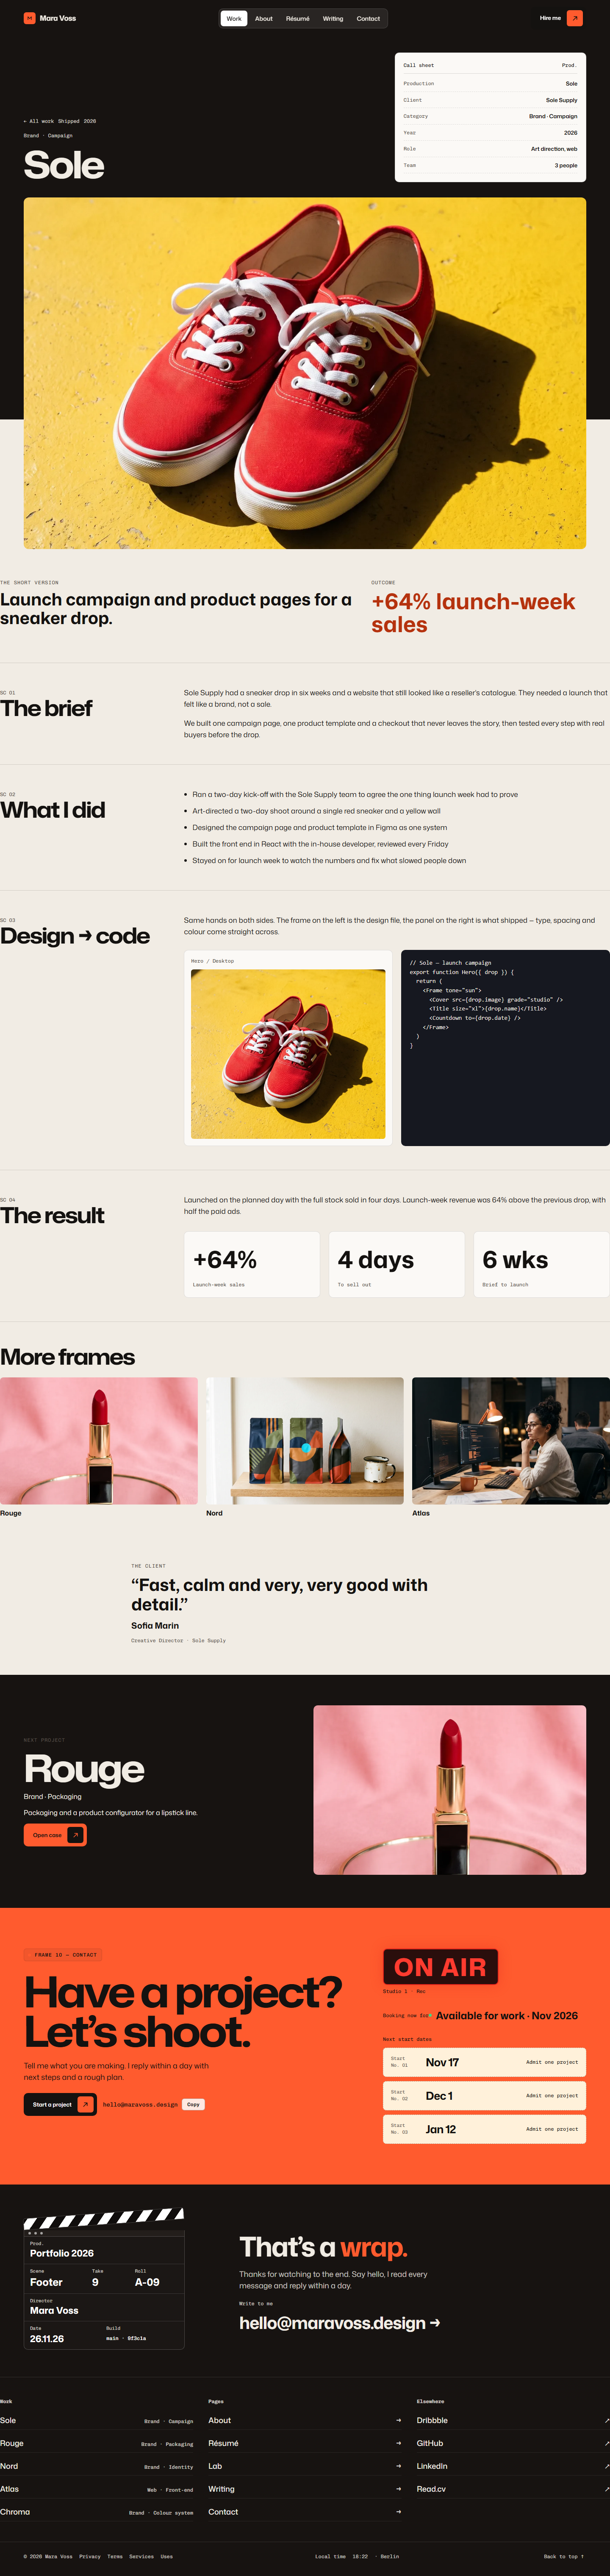 Mara Voss
Work About Résumé Writing Contact
Hire me
Call sheet Prod.
Production Sole
Client Sole Supply
Category Brand · Campaign
Year 2026
Role Art direction, web
Team 3 people
← All work Shipped 2026
Brand · Campaign
Sole
THE SHORT VERSION
Launch campaign and product pages for a
sneaker drop.
OUTCOME
+64% launch-week
sales
SC 01
The brief
Sole Supply had a sneaker drop in six weeks and a website that still looked like a reseller's catalogue. They needed a launch that
felt like a brand, not a sale.
We built one campaign page, one product template and a checkout that never leaves the story, then tested every step with real
buyers before the drop.
SC 02
What I did
• Ran a two-day kick-off with the Sole Supply team to agree the one thing launch week had to prove
• Art-directed a two-day shoot around a single red sneaker and a yellow wall
• Designed the campaign page and product template in Figma as one system
• Built the front end in React with the in-house developer, reviewed every Friday
• Stayed on for launch week to watch the numbers and fix what slowed people down
SC 03
Design → code
Same hands on both sides. The frame on the left is the design file, the panel on the right is what shipped — type, spacing and
colour come straight across.
Hero / Desktop
// Sole — launch campaign
export function Hero({ drop }) {
return (
<Frame tone="sun">
<Cover src={drop.image} grade="studio" />
<Title size="xl">{drop.name}</Title>
<Countdown to={drop.date} />
</Frame>
)
}
SC 04
The result
Launched on the planned day with the full stock sold in four days. Launch-week revenue was 64% above the previous drop, with
half the paid ads.
+64%
Launch-week sales
4 days
To sell out
6 wks
Brief to launch
More frames
Rouge
Nord
Atlas
THE CLIENT
“Fast, calm and very, very good with
detail.”
Sofia Marin
Creative Director · Sole Supply
NEXT PROJECT
Rouge
Brand · Packaging
Packaging and a product configurator for a lipstick line.
Open case
FRAME 10 — CONTACT
Have a project?
Let's shoot.
Tell me what you are making. I reply within a day with
next steps and a rough plan.
Start a project
hello@maravoss.design
Copy
ON AIR
Studio 1 · Rec
Booking now for
Available for work · Nov 2026
Next start dates
Start
No. 01
Nov 17
Admit one project
Start
No. 02
Dec 1
Admit one project
Start
No. 03
Jan 12
Admit one project
Prod.
Portfolio 2026
Scene Take Roll
Footer 9 A-09
Director
Mara Voss
Date Build
26.11.26 main · 0f3c1a
That's a wrap.
Thanks for watching to the end. Say hello, I read every
message and reply within a day.
Write to me
hello@maravoss.design →
Work
Sole Brand · Campaign
Rouge Brand · Packaging
Nord Brand · Identity
Atlas Web · Front-end
Chroma Brand · Colour system
Pages
About →
Résumé →
Lab →
Writing →
Contact →
Elsewhere
Dribbble ↗
GitHub ↗
LinkedIn ↗
Read.cv ↗
© 2026 Mara Voss Privacy Terms Services Uses
Local time 18:22 · Berlin
Back to top ↑